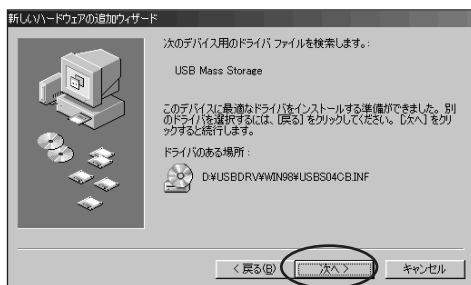 新しいハードウェアの追加ウィザード
次のデバイス用のドライバ ファイルを検索します。:
USB Mass Storage
このデバイスに最適なドライバをインストールする準備ができました。別
のドライバを選択するには、[戻る] をクリックしてください。[次へ] をクリ
ックすると続行します。
ドライバのある場所 :
D:¥USBDRV¥WIN98¥USBS04CB.INF
< 戻る(B)
次へ >
キャンセル